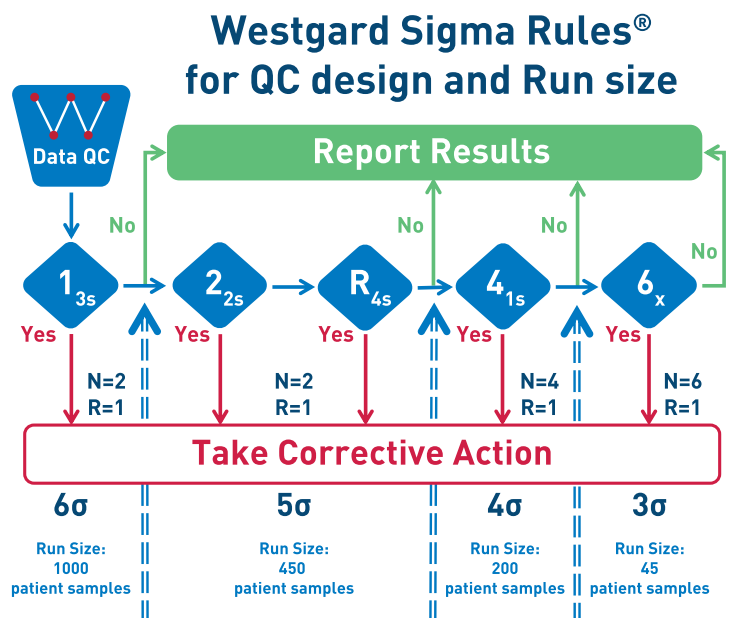 Westgard Sigma Rules®
for QC design and Run size
Data QC
Report Results
No
No
No
No
1 3s
2 2s
R 4s
4 1s
6 x
Yes
Yes
Yes
Yes
Yes
N=2
R=1
N=2
R=1
N=4
R=1
N=6
R=1
Take Corrective Action
6σ
5σ
4σ
3σ
Run Size:
1000
patient samples
Run Size:
450
patient samples
Run Size:
200
patient samples
Run Size:
45
patient samples